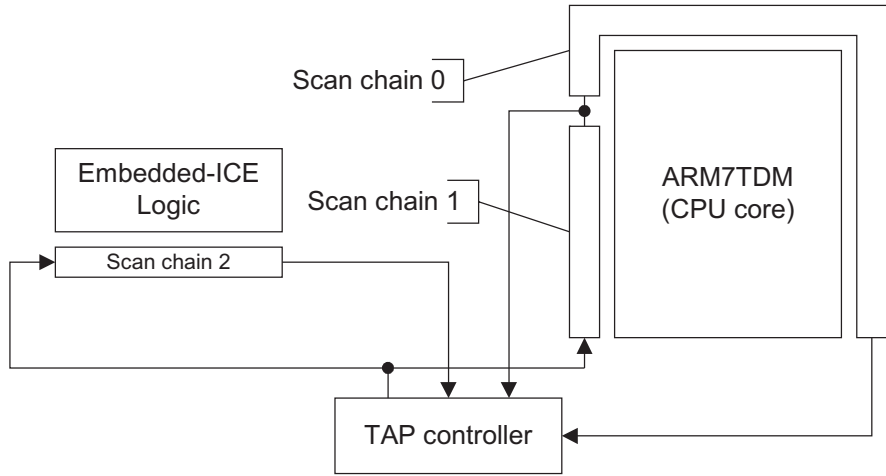 Scan chain 0
Embedded-ICE
Logic
Scan chain 1
ARM7TDM
(CPU core)
Scan chain 2
TAP controller